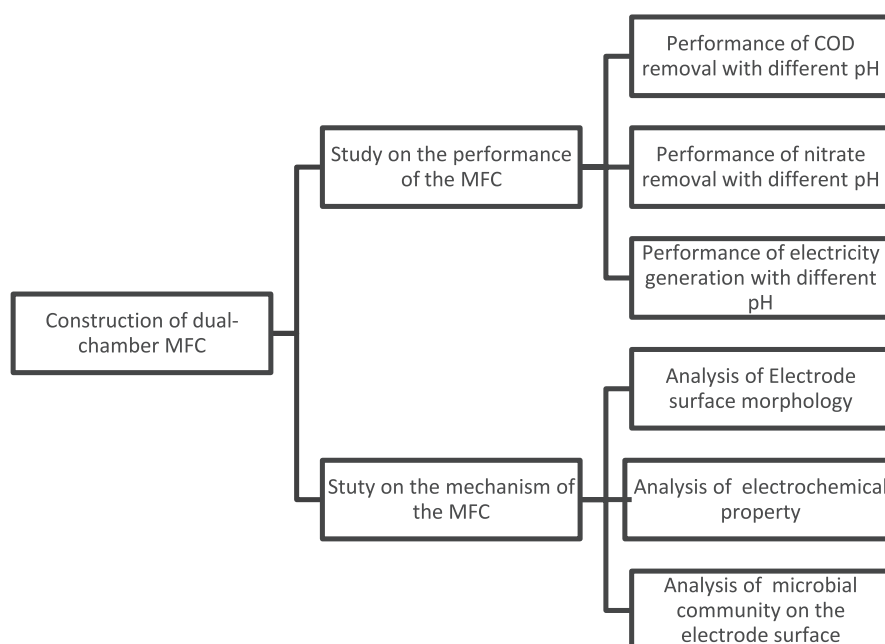 Performance of COD
removal with different pH
Study on the performance
of the MFC
Performance of nitrate
removal with different pH
Performance of electricity
generation with different
pH
Construction of dual-
chamber MFC
Analysis of Electrode
surface morphology
Stuty on the mechanism of
the MFC
Analysis of  electrochemical
property
Analysis of  microbial
community on the
electrode surface